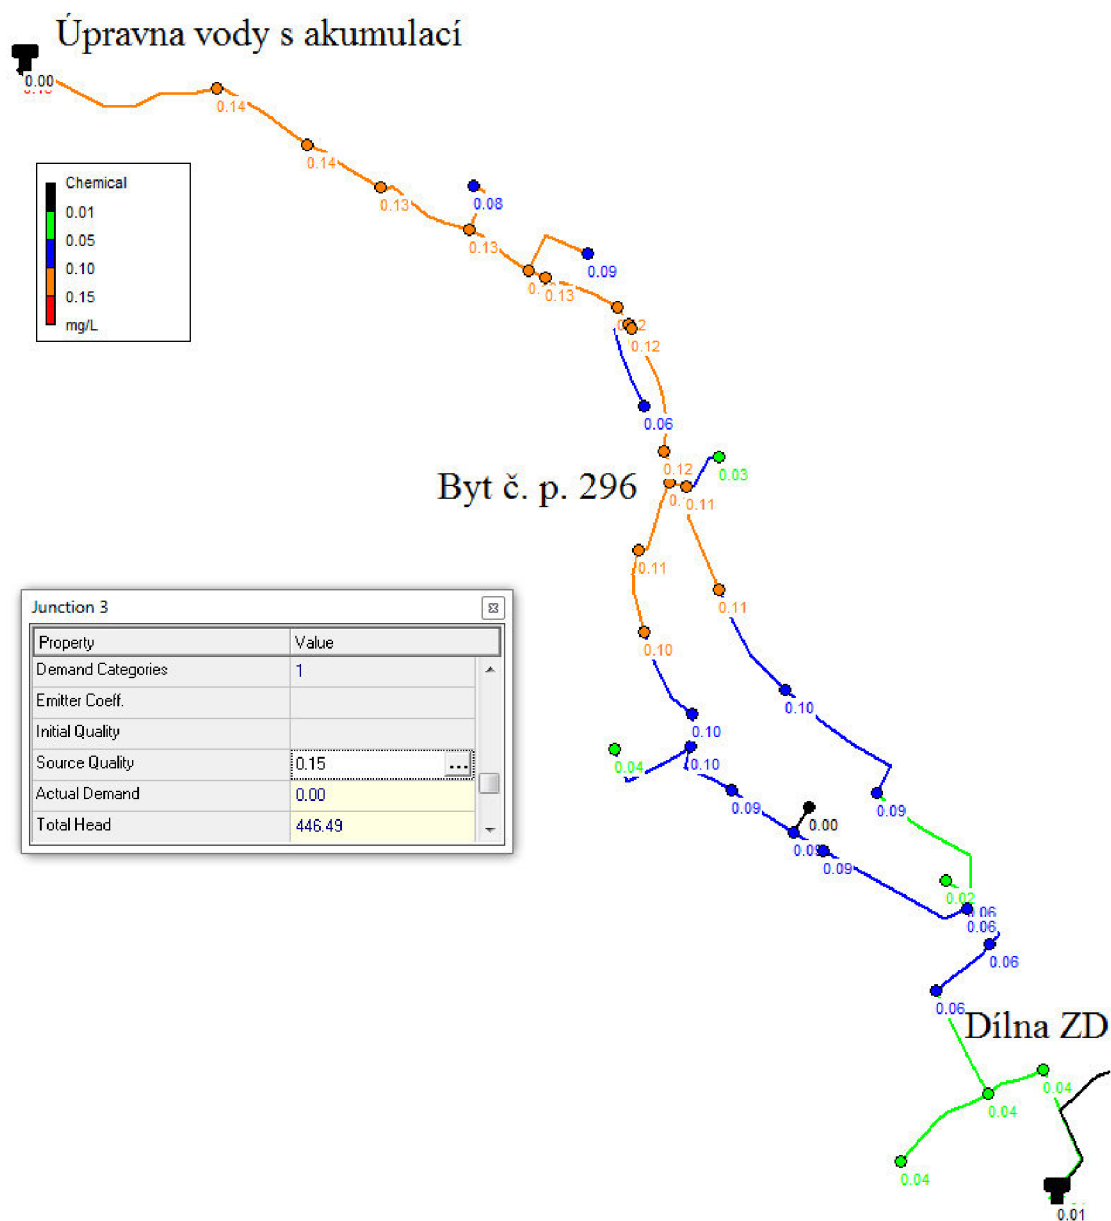 Úpravna vody s akumulací
0.00
0.14
0.14
0.13
0.08
0.13
0.09
0.13
0.12
0.06
Chemical
0.01
0.05
0.10
0.15
mg/L
0.12
0.03
Byt č. p. 296
0.11
0.11
0.11
0.10
0.10
0.10
0.10
0.04
0.09
0.00
0.09
0.09
0.09
0.02
0.06
0.06
0.06
0.06
Junction 3
Property Value
Demand Categories 1
Emitter Coeff.
Initial Quality
Source Quality 0.15 ...
Actual Demand 0.00
Total Head 446.49
Dílna ZD
0.04
0.04
0.04
0.01